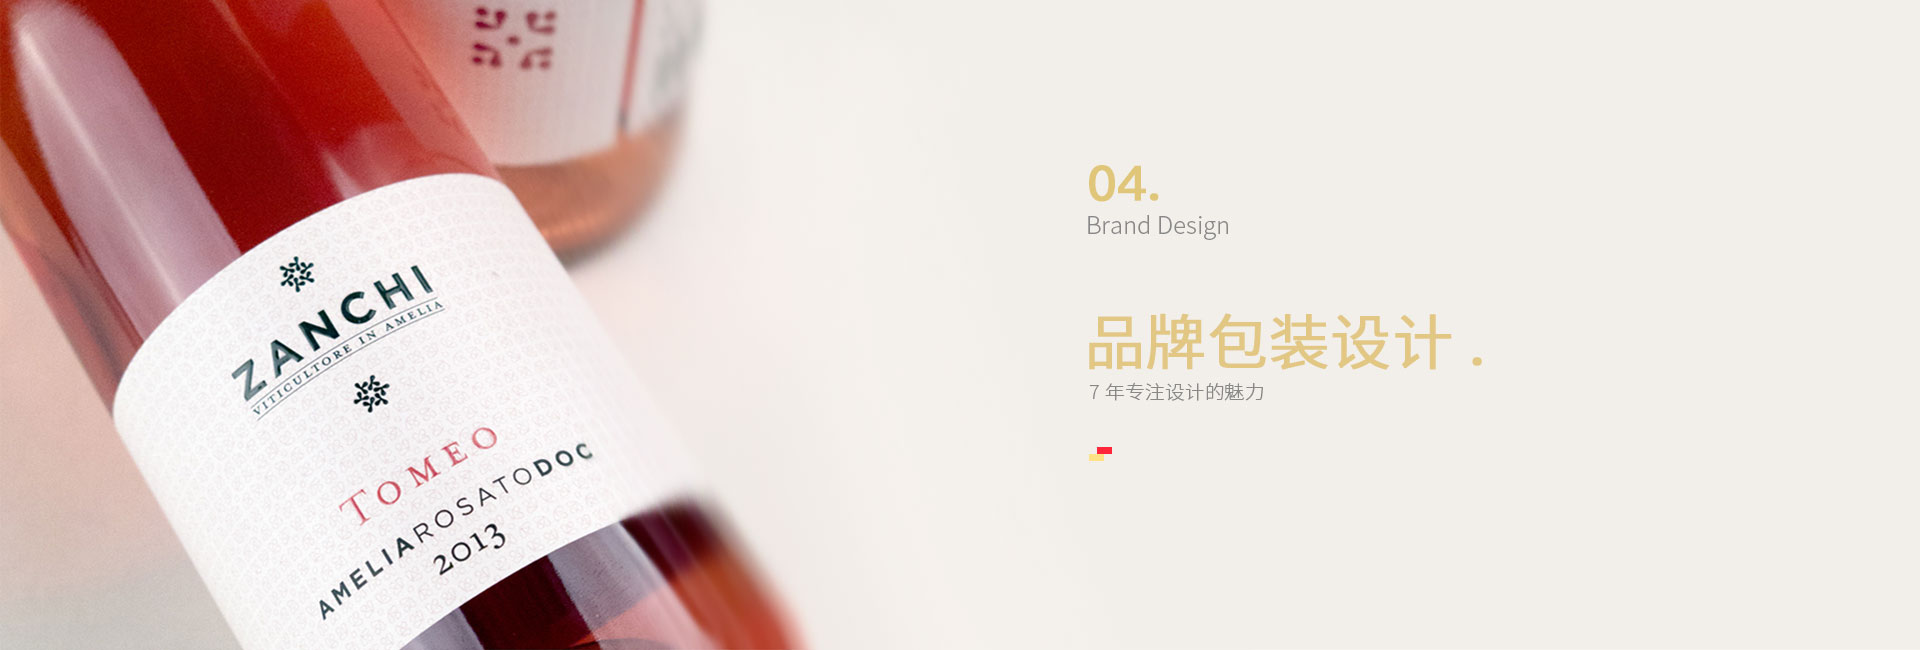 ZANCHI
VITICULTORE IN AMELIA
TOMEO
AMELIAROSATODOC
2013
04.
Brand Design
品牌包装设计 .
7 年专注设计的魅力